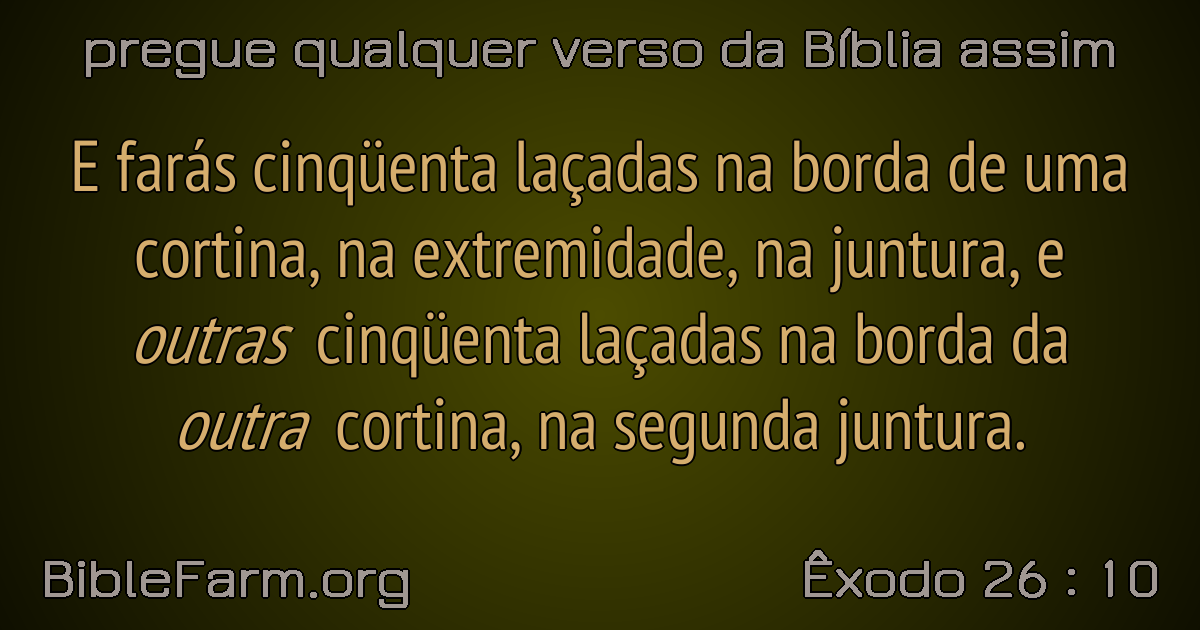 pregue qualquer verso da Bíblia assim
E farás cinqüenta laçadas na borda de uma
cortina, na extremidade, na juntura, e
outras cinqüenta laçadas na borda da
outra cortina, na segunda juntura.
BibleFarm.org
Êxodo 26 : 10